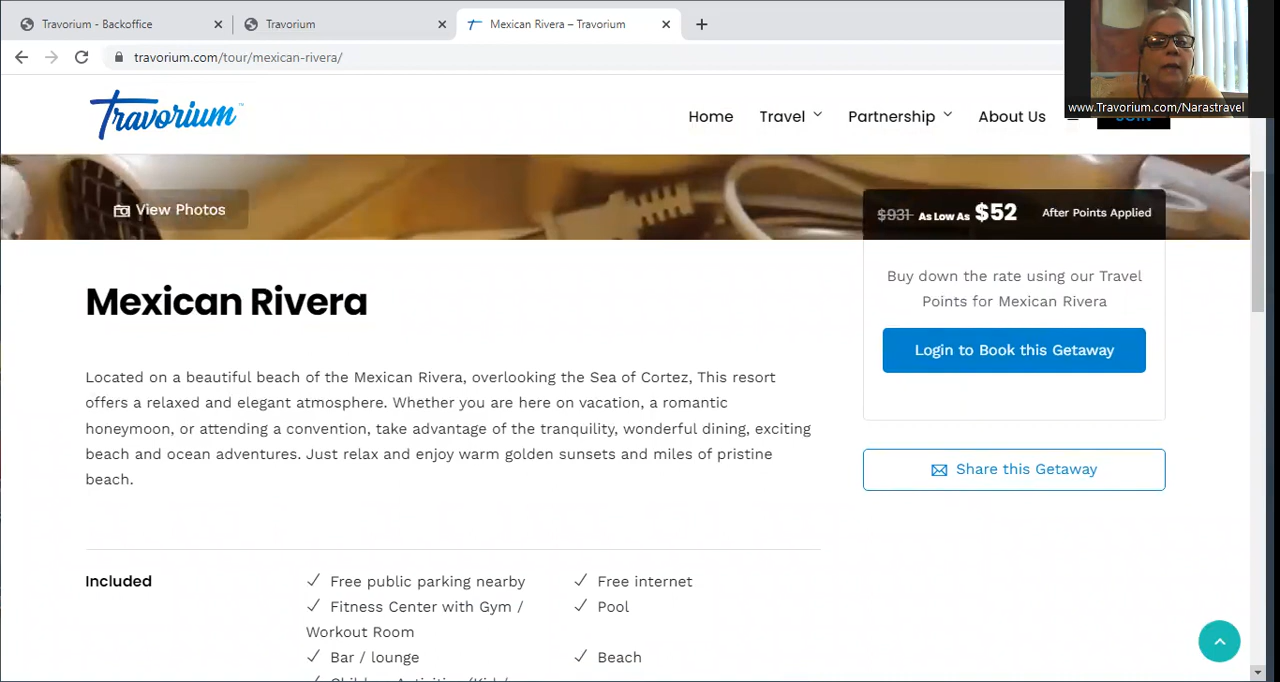 Travorium - Backoffice
Travorium
Mexican Rivera – Travorium
travorium.com/tour/mexican-rivera/
www.Travorium.com/Narastravel
Travorium™
Home
Travel
Partnership
About Us
JOIN
View Photos
$931 As Low As $52 After Points Applied
Buy down the rate using our Travel
Points for Mexican Rivera
Login to Book this Getaway
Share this Getaway
Mexican Rivera
Located on a beautiful beach of the Mexican Rivera, overlooking the Sea of Cortez, This resort
offers a relaxed and elegant atmosphere. Whether you are here on vacation, a romantic
honeymoon, or attending a convention, take advantage of the tranquility, wonderful dining, exciting
beach and ocean adventures. Just relax and enjoy warm golden sunsets and miles of pristine
beach.
Included
Free public parking nearby
Free internet
Fitness Center with Gym /
Workout Room
Pool
Bar / lounge
Beach
Children Activities (Kid /